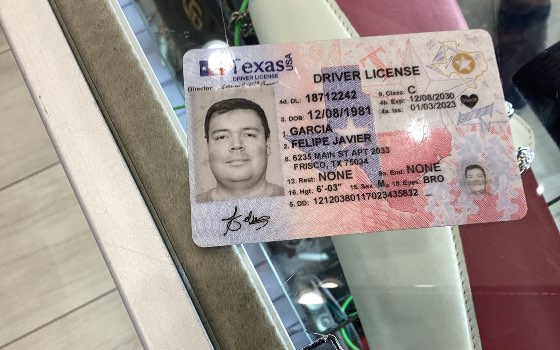 Texas USA
DRIVER LICENSE
Director
DRIVER LICENSE
4d. DL: 18712242 9. Class: C
4b. Exp: 12/08/2030
3. DOB: 12/08/1981 4a. Iss: 01/03/2023
1. GARCIA
2. FELIPE JAVIER
8. 5235 MAIN ST APT 2033
FRISCO, TX 75034
12. Rest: NONE 9a. End: NONE
16. Hgt: 6'-03" 15. Sex: M 18. Eyes: BRO
5. DD: 12120380117023435832